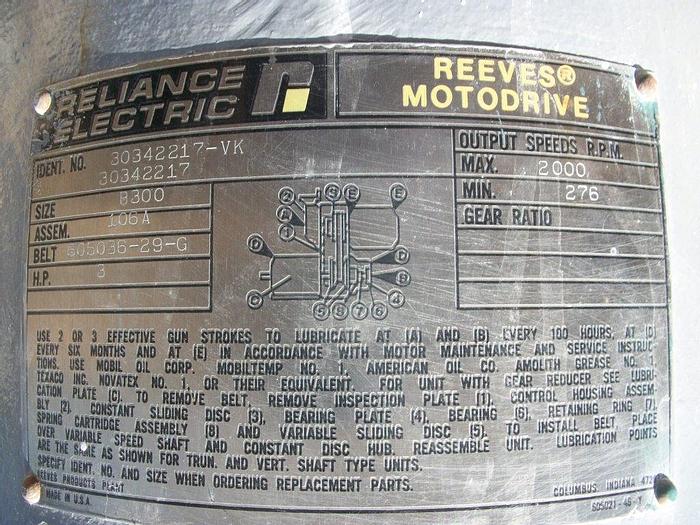 RELIANCE
ELECTRIC
REEVES® MOTODRIVE
IDENT. NO. 30342217-VK
30342217
SIZE 8300
ASSEM. 106A
BELT 605036-29-G
H.P. 3
OUTPUT SPEEDS R.P.M.
MAX. 2000
MIN. 276
GEAR RATIO
USE 2 OR 3 EFFECTIVE GUN STROKES TO LUBRICATE AT (A) AND (B) EVERY 100 HOURS, AT (D)
EVERY SIX MONTHS AND AT (E) IN ACCORDANCE WITH MOTOR MAINTENANCE AND SERVICE INSTRUC-
TIONS. USE MOBIL OIL CORP. MOBILTEMP NO. 1, AMERICAN OIL CO. AMOLITH GREASE NO. 1,
TEXACO INC. NOVATEX NO. 1, OR THEIR EQUIVALENT. FOR UNIT WITH GEAR REDUCER SEE LUBRI-
CATION PLATE (C). TO REMOVE BELT, REMOVE INSPECTION PLATE (1), CONTROL HOUSING ASSEM-
BLY (2), CONSTANT SLIDING DISC (3), BEARING PLATE (4), BEARING (6), RETAINING RING (7),
SPRING CARTRIDGE ASSEMBLY (8) AND VARIABLE SLIDING DISC (5). TO INSTALL BELT, PLACE
OVER VARIABLE SPEED SHAFT AND CONSTANT DISC HUB. REASSEMBLE UNIT. LUBRICATION POINTS
ARE THE SAME AS SHOWN FOR TRUN. AND VERT. SHAFT TYPE UNITS.
SPECIFY IDENT. NO. AND SIZE WHEN ORDERING REPLACEMENT PARTS.
REEVES PRODUCTS PLANT COLUMBUS, INDIANA
MADE IN U.S.A.